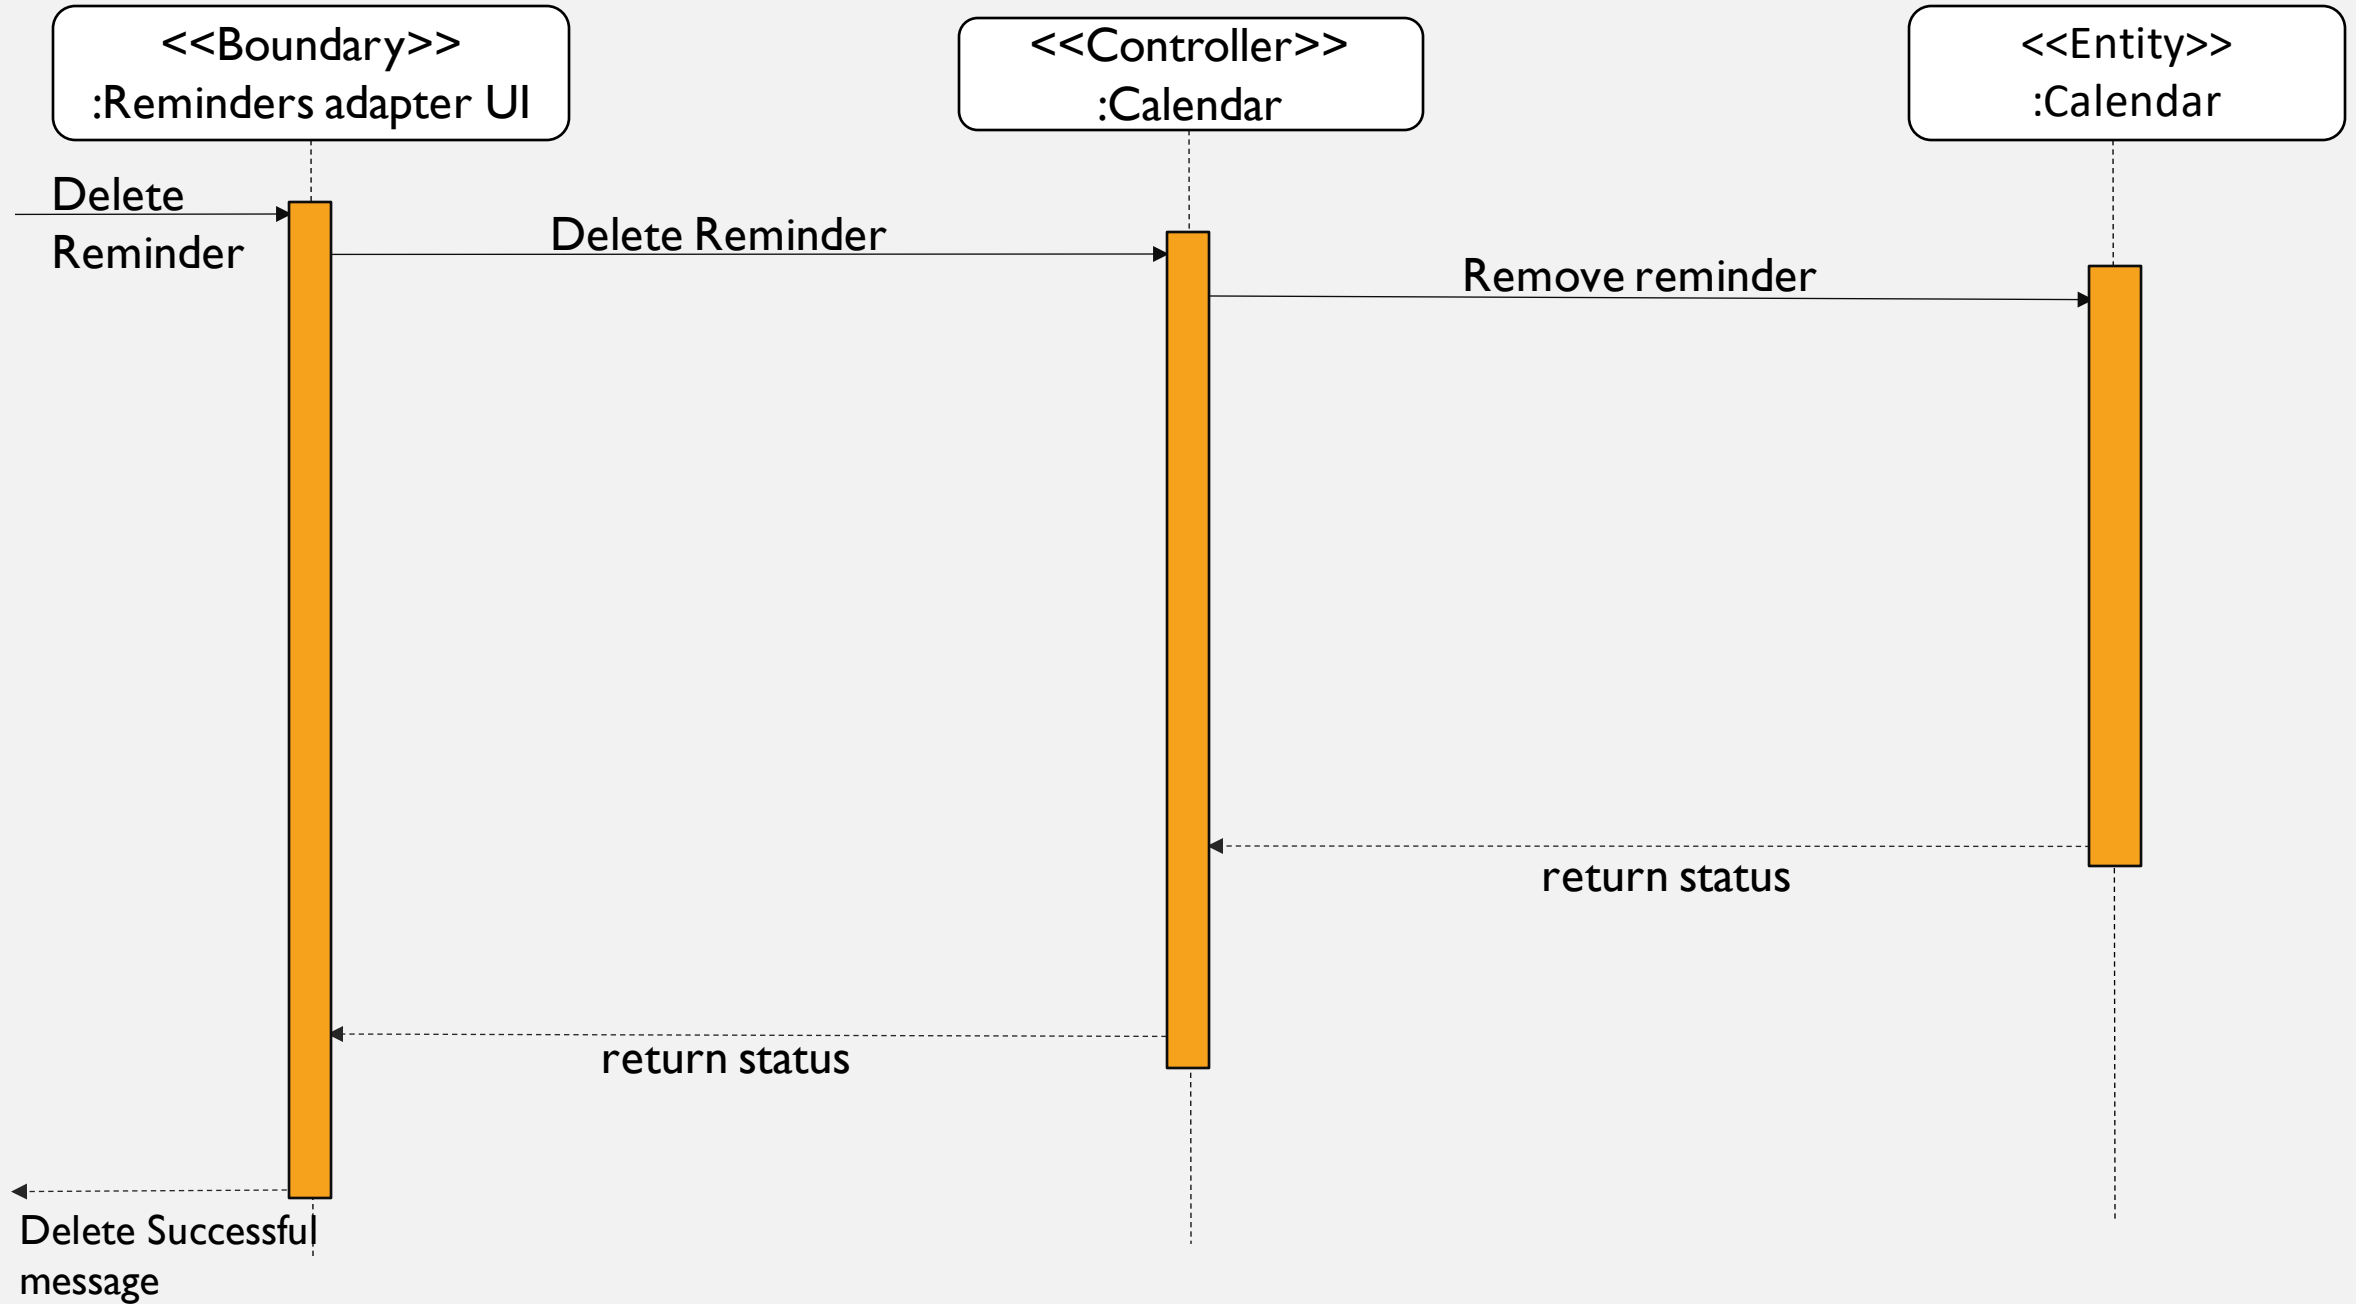 <<Boundary>>
:Reminders adapter UI
<<Controller>>
:Calendar
<<Entity>>
:Calendar
Delete
Reminder
Delete Reminder
Remove reminder
return status
return status
Delete Successful
message